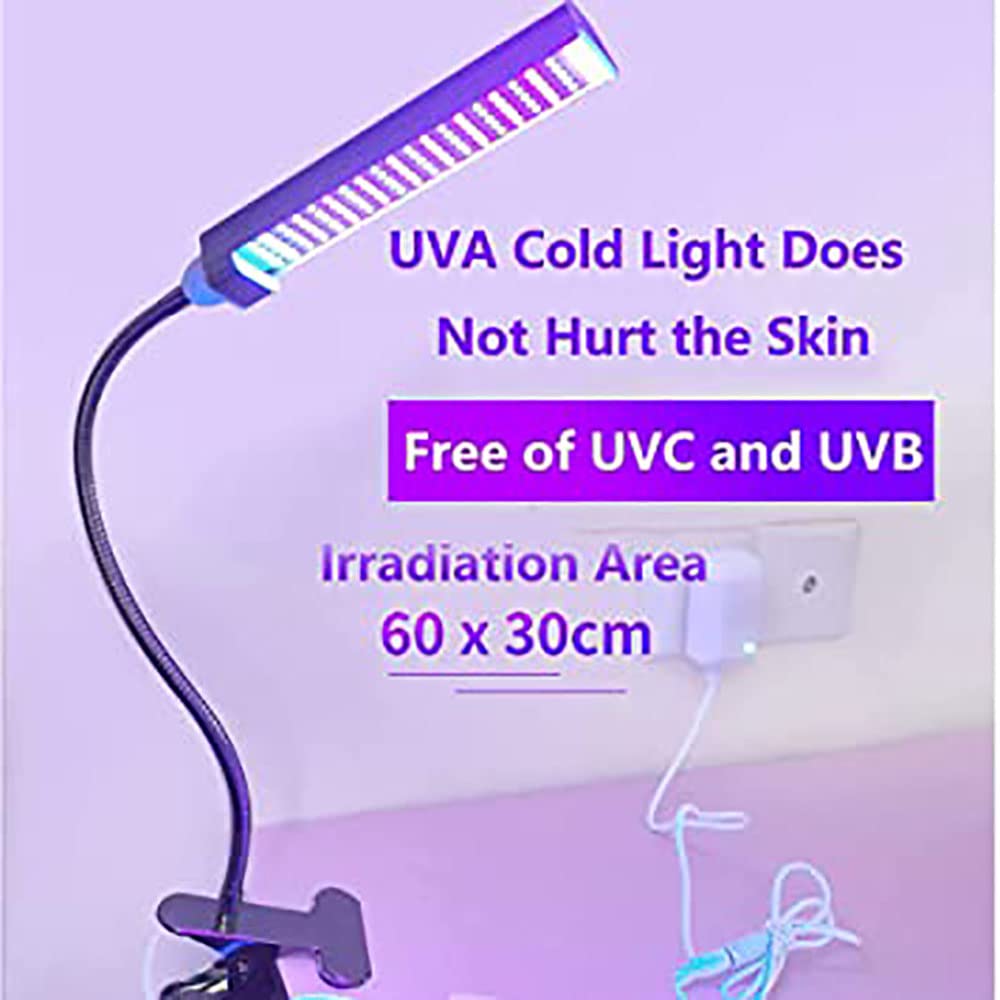 UVA Cold Light Does
Not Hurt the Skin
Free of UVC and UVB
Irradiation Area
60 x 30cm